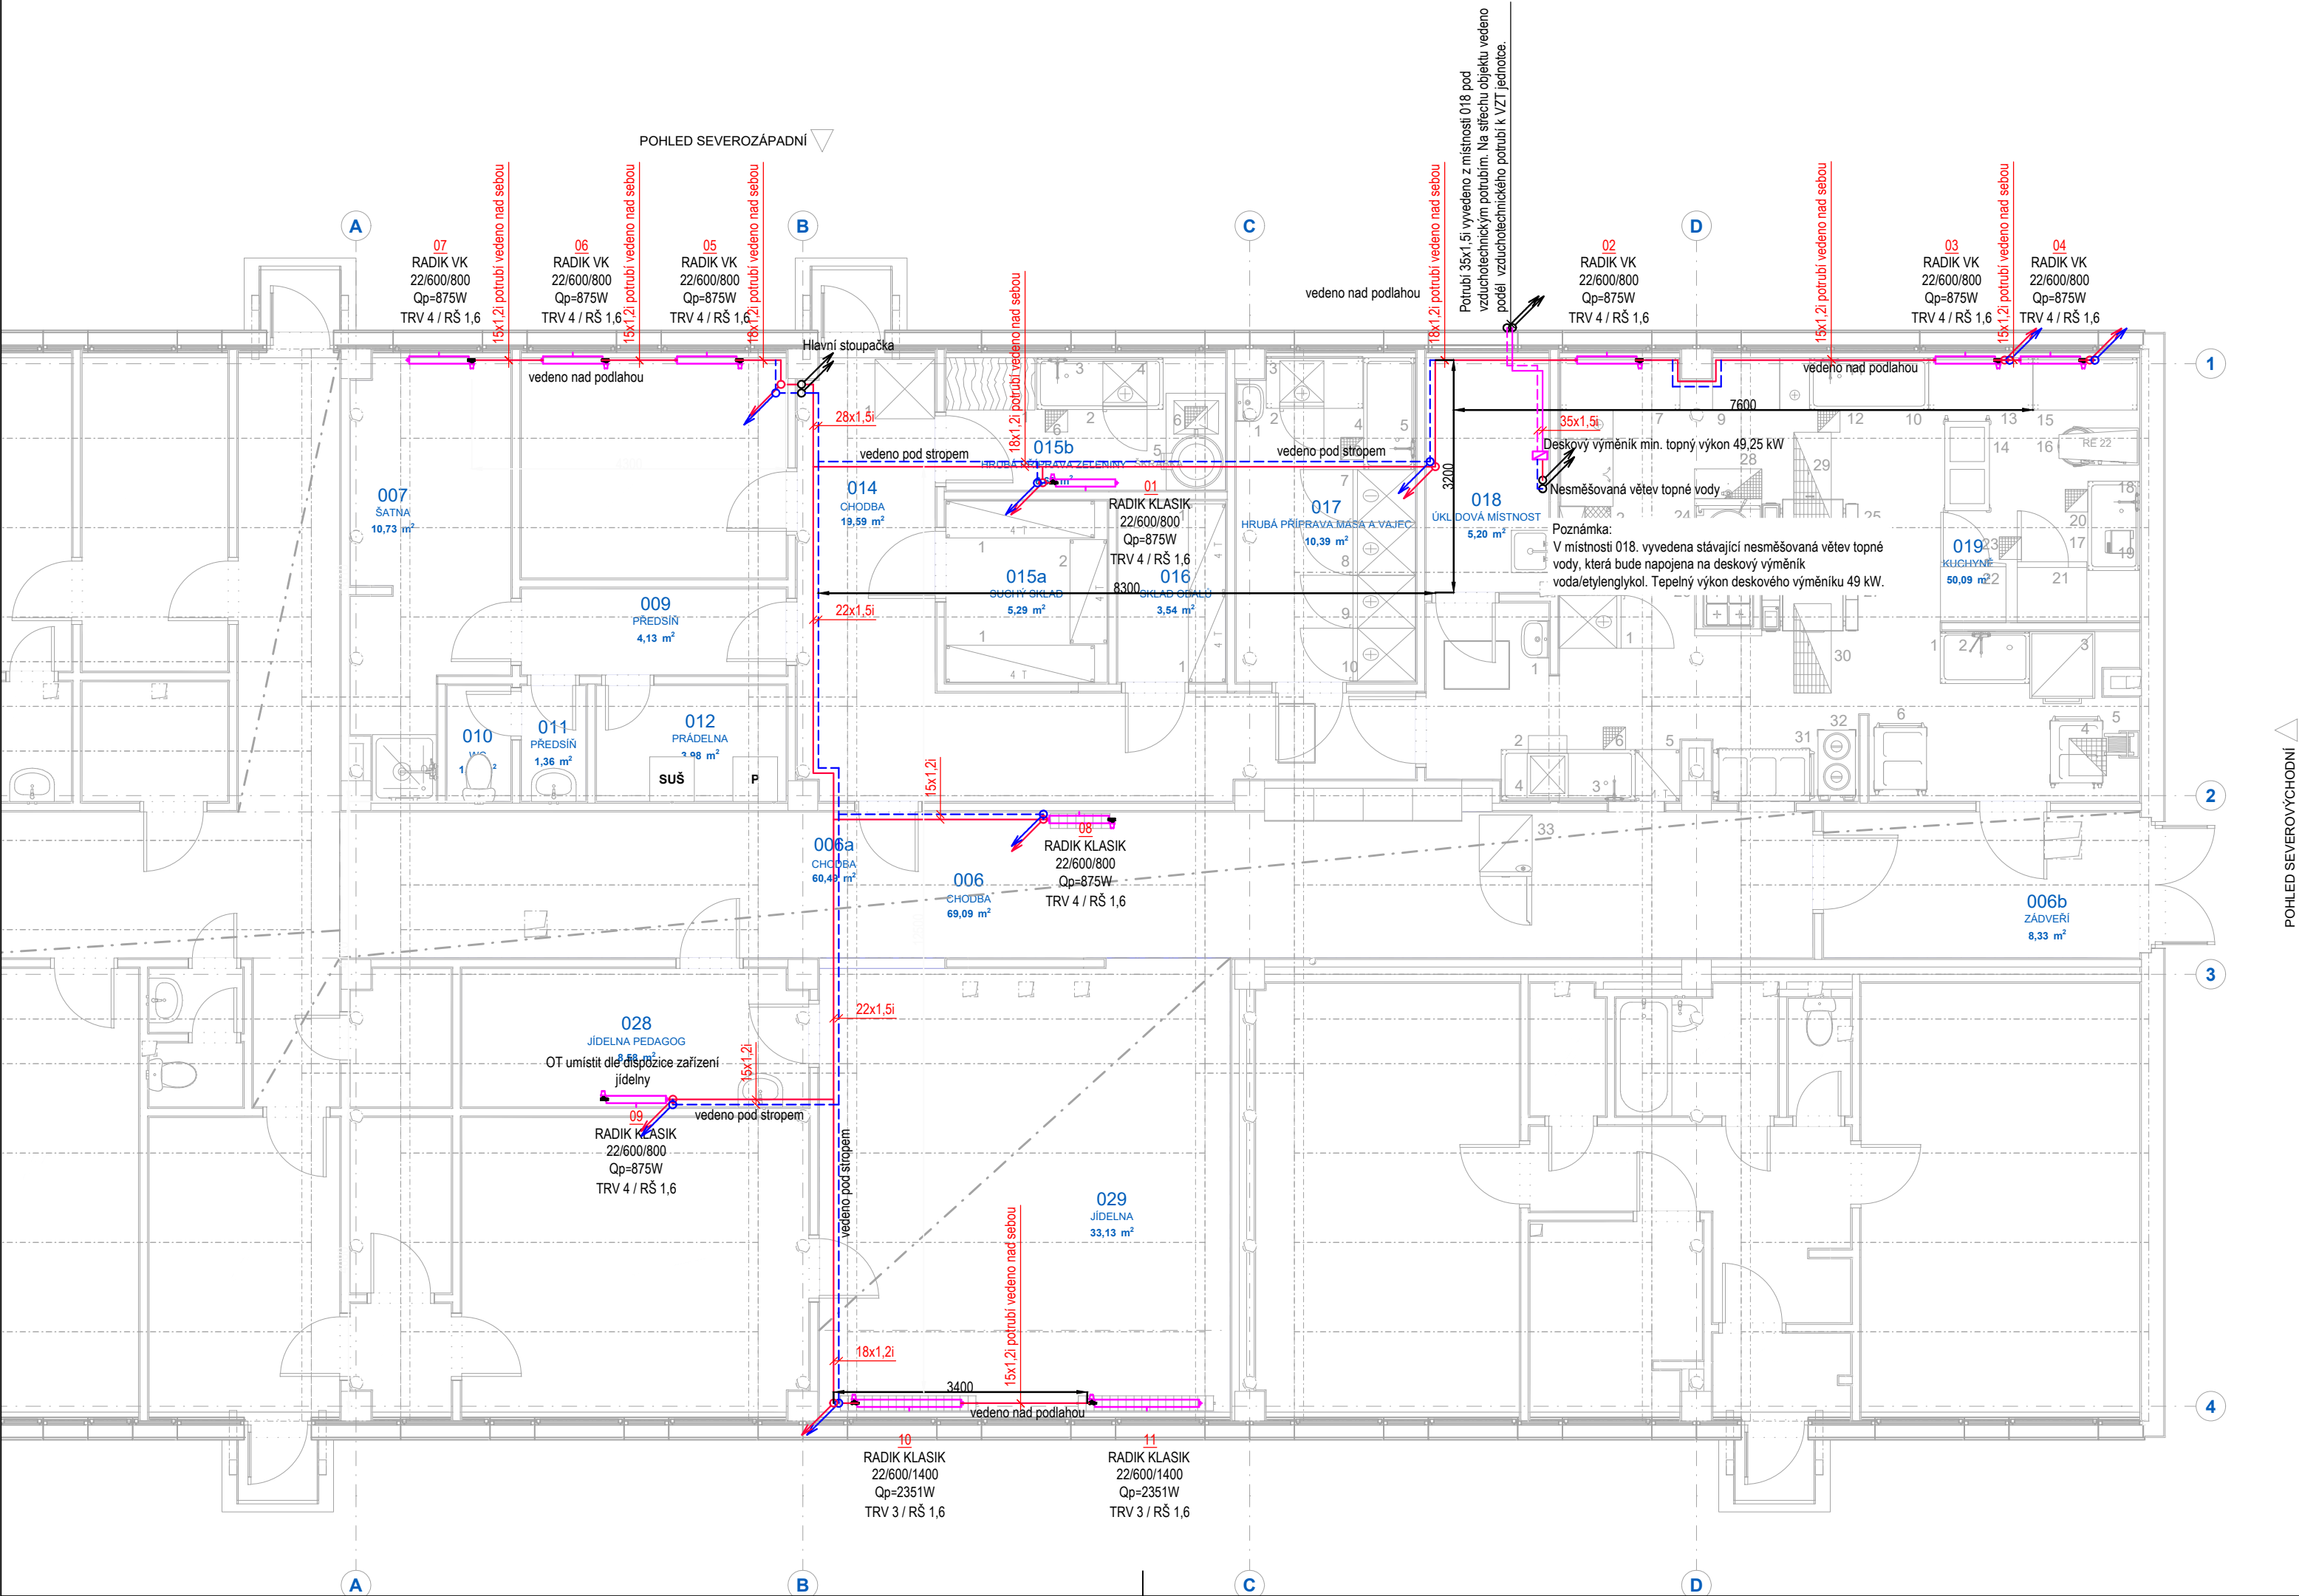 POHLED SEVEROZÁPADNÍ
Potrubí 35x1,5i vyvedeno z místnosti 018 pod
vzduchotechnickým potrubím. Na střechu objektu vedeno
podél vzduchotechnického potrubí k VZT jednotce.
A
B
C
D
07
RADIK VK
22/600/800
Qp=875W
TRV 4 / RŠ 1,6
15x1,2i potrubí vedeno nad sebou
06
RADIK VK
22/600/800
Qp=875W
TRV 4 / RŠ 1,6
15x1,2i potrubí vedeno nad sebou
05
RADIK VK
22/600/800
Qp=875W
TRV 4 / RŠ 1,6
18x1,2i potrubí vedeno nad sebou
18x1,2i potrubí vedeno nad sebou
vedeno nad podlahou
18x1,2i potrubí vedeno nad sebou
02
RADIK VK
22/600/800
Qp=875W
TRV 4 / RŠ 1,6
15x1,2i potrubí vedeno nad sebou
03
RADIK VK
22/600/800
Qp=875W
TRV 4 / RŠ 1,6
15x1,2i potrubí vedeno nad sebou
04
RADIK VK
22/600/800
Qp=875W
TRV 4 / RŠ 1,6
Hlavní stoupačka
vedeno nad podlahou
vedeno nad podlahou
1
7600
28x1,5i
35x1,5i
vedeno pod stropem
vedeno pod stropem
Deskový výměník min. topný výkon 49,25 kW
Nesměšovaná větev topné vody
3200
015b
HRUBÁ PŘÍPRAVA ZELENINY
007
ŠATNA
10,73 m²
014
CHODBA
19,59 m²
01
RADIK KLASIK
22/600/800
Qp=875W
TRV 4 / RŠ 1,6
017
HRUBÁ PŘÍPRAVA MASA A VAJEC
10,39 m²
018
ÚKLIDOVÁ MÍSTNOST
5,20 m²
Poznámka:
V místnosti 018. vyvedena stávající nesměšovaná větev topné
vody, která bude napojena na deskový výměník
voda/etylenglykol. Tepelný výkon deskového výměníku 49 kW.
019
KUCHYNĚ
50,09 m²
RE 22
015a
SUCHÝ SKLAD
5,29 m²
016
SKLAD OBALŮ
3,54 m²
8300
009
PŘEDSÍŇ
4,13 m²
22x1,5i
010
WC
011
PŘEDSÍŇ
1,36 m²
012
PRÁDELNA
3,98 m²
SUŠ
P
15x1,2i
2
08
RADIK KLASIK
22/600/800
Qp=875W
TRV 4 / RŠ 1,6
006a
CHODBA
60,49 m²
006
CHODBA
69,09 m²
006b
ZÁDVEŘÍ
8,33 m²
POHLED SEVEROVÝCHODNÍ
3
22x1,5i
028
JÍDELNA PEDAGOG
8,58 m²
OT umístit dle dispozice zařízení
jídelny
15x1,2i
vedeno pod stropem
09
RADIK KLASIK
22/600/800
Qp=875W
TRV 4 / RŠ 1,6
vedeno pod stropem
029
JÍDELNA
33,13 m²
15x1,2i potrubí vedeno nad sebou
18x1,2i
3400
vedeno nad podlahou
4
10
RADIK KLASIK
22/600/1400
Qp=2351W
TRV 3 / RŠ 1,6
11
RADIK KLASIK
22/600/1400
Qp=2351W
TRV 3 / RŠ 1,6
A
B
C
D